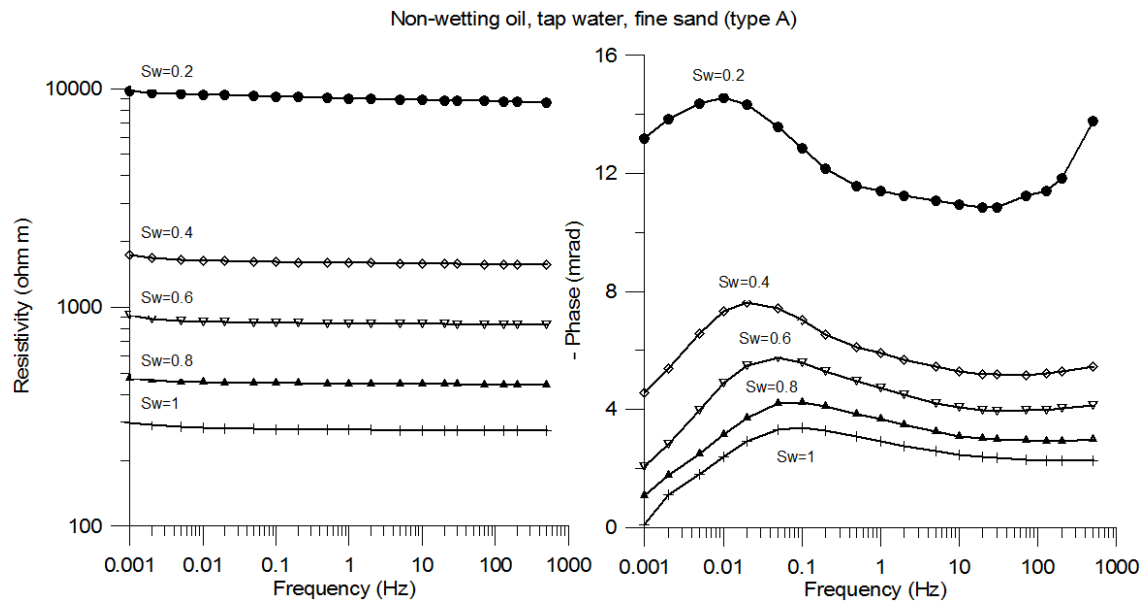 Non-wetting oil, tap water, fine sand (type A)
Resistivity (ohm m)
10000
1000
100
Sw=0.2
Sw=0.4
Sw=0.6
Sw=0.8
Sw=1
0.001 0.01 0.1 1 10 100 1000
Frequency (Hz)
- Phase (mrad)
16
12
8
4
0
Sw=0.2
Sw=0.4
Sw=0.6
Sw=0.8
Sw=1
0.001 0.01 0.1 1 10 100 1000
Frequency (Hz)